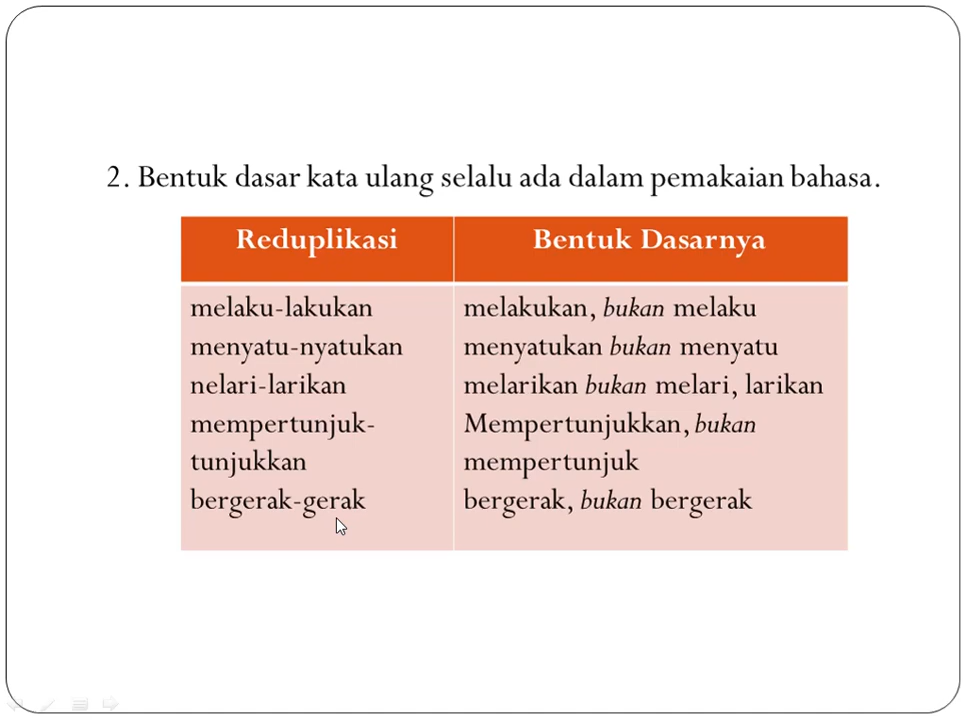 2. Bentuk dasar kata ulang selalu ada dalam pemakaian bahasa.
Reduplikasi
Bentuk Dasarnya
melaku-lakukan
menyatu-nyatukan
nelari-larikan
mempertunjuk-
tunjukkan
bergerak-gerak
melakukan, bukan melaku
menyatukan bukan menyatu
melarikan bukan melari, larikan
Mempertunjukkan, bukan
mempertunjuk
bergerak, bukan bergerak